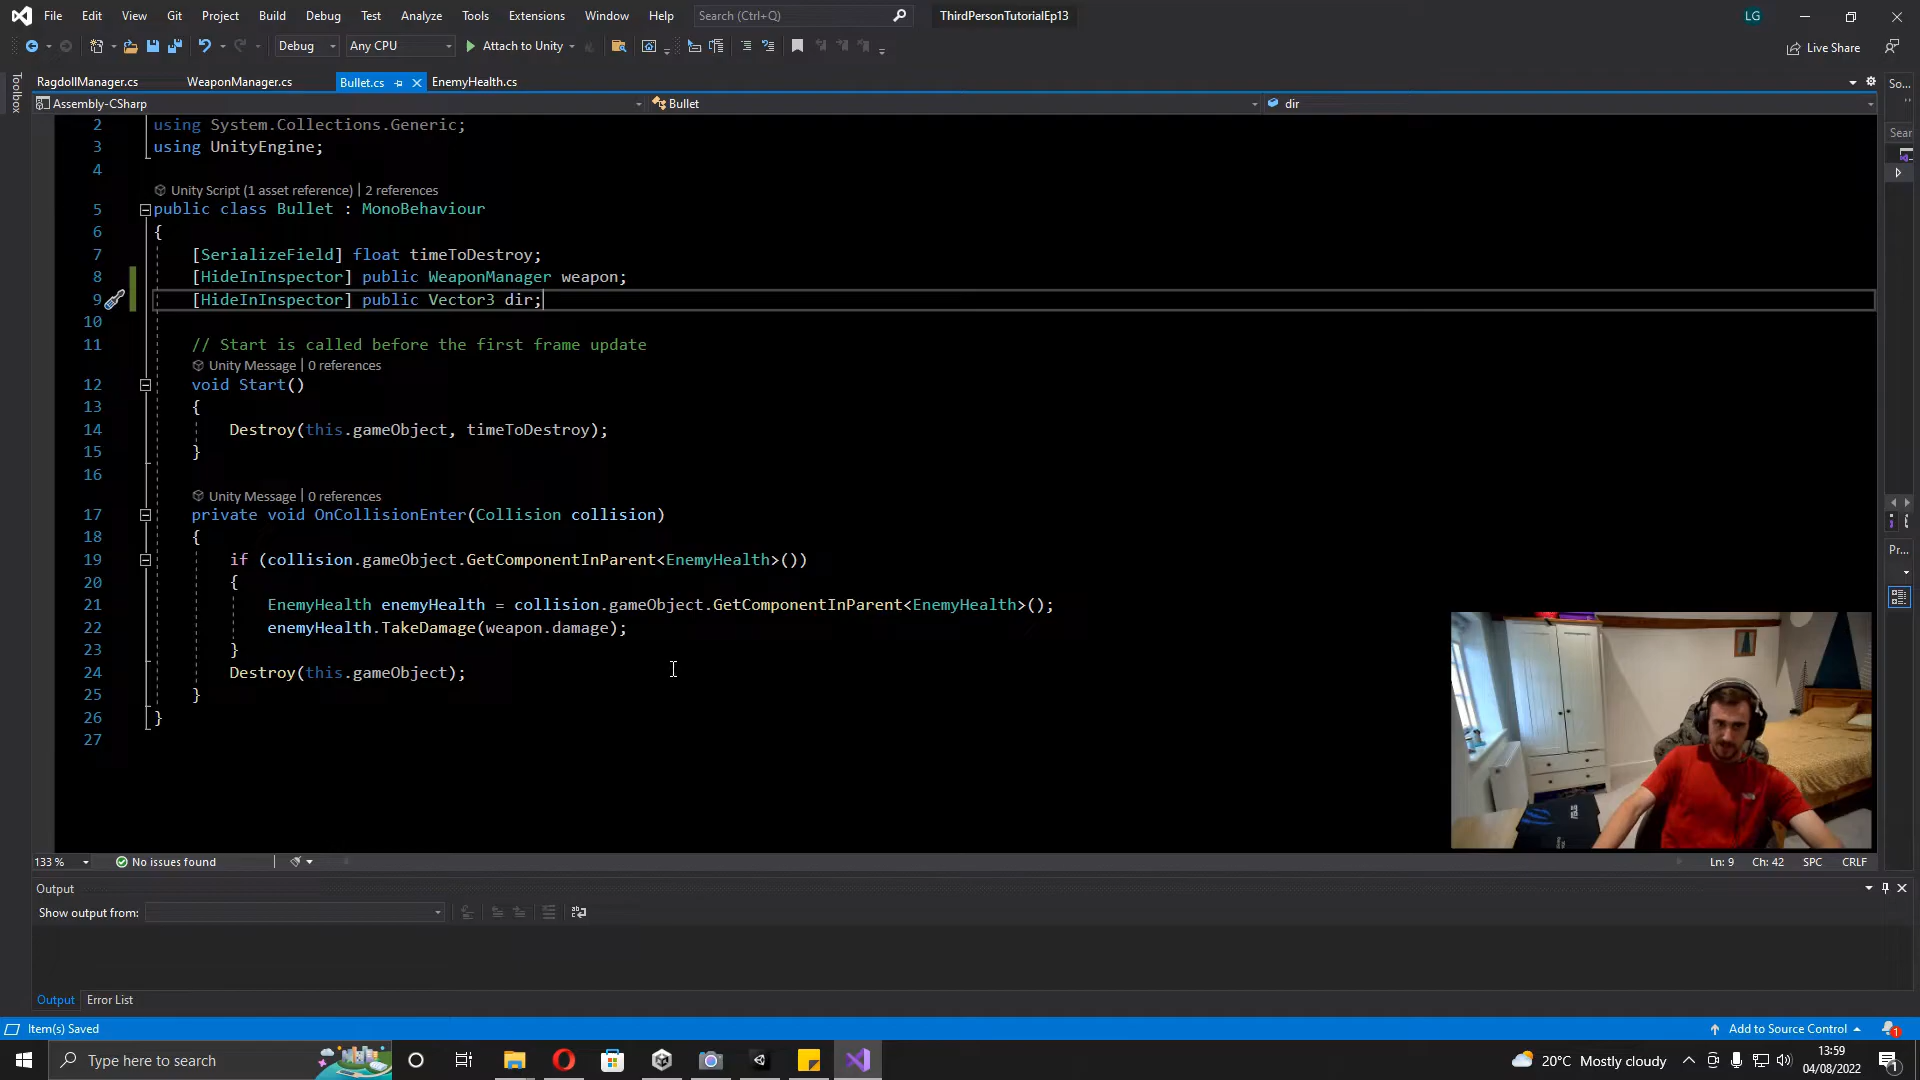 File Edit View Git Project Build Debug Test Analyze Tools Extensions Window Help Search (Ctrl+Q) ThirdPersonTutorialEp13 LG
Debug Any CPU Attach to Unity Live Share
Toolbox
RagdollManager.cs WeaponManager.cs Bullet.cs EnemyHealth.cs So...
Assembly-CSharp Bullet dir
Sear
2 using System.Collections.Generic;
3 using UnityEngine;
4
Unity Script (1 asset reference) | 2 references
5 public class Bullet : MonoBehaviour
6 {
7 [SerializeField] float timeToDestroy;
8 [HideInInspector] public WeaponManager weapon;
9 [HideInInspector] public Vector3 dir;
10
11 // Start is called before the first frame update
Unity Message | 0 references
12 void Start()
13 {
14 Destroy(this.gameObject, timeToDestroy);
15 }
16
Unity Message | 0 references
17 private void OnCollisionEnter(Collision collision)
18 {
19 if (collision.gameObject.GetComponentInParent<EnemyHealth>())
20 {
21 EnemyHealth enemyHealth = collision.gameObject.GetComponentInParent<EnemyHealth>();
22 enemyHealth.TakeDamage(weapon.damage);
23 }
24 Destroy(this.gameObject);
25 }
26 }
27
Pr...
133 % No issues found Ln: 9 Ch: 42 SPC CRLF
Output
Show output from:
Output Error List
Item(s) Saved Add to Source Control 1
Type here to search 20°C Mostly cloudy 13:59
04/08/2022 1